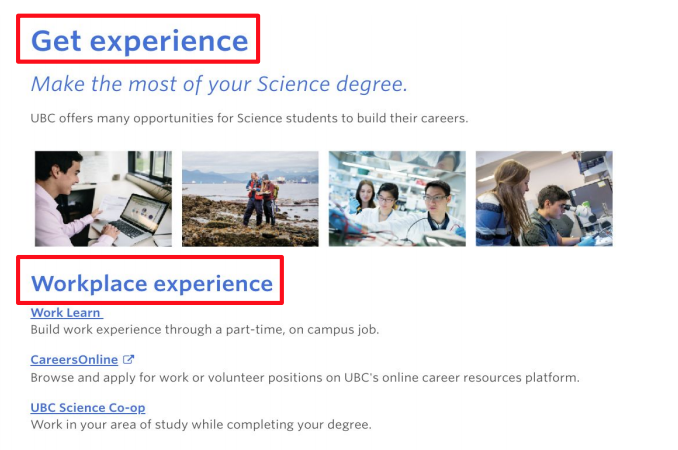 Get experience
Make the most of your Science degree.
UBC offers many opportunities for Science students to build their careers.
Workplace experience
Work Learn
Build work experience through a part-time, on campus job.
CareersOnline
Browse and apply for work or volunteer positions on UBC's online career resources platform.
UBC Science Co-op
Work in your area of study while completing your degree.